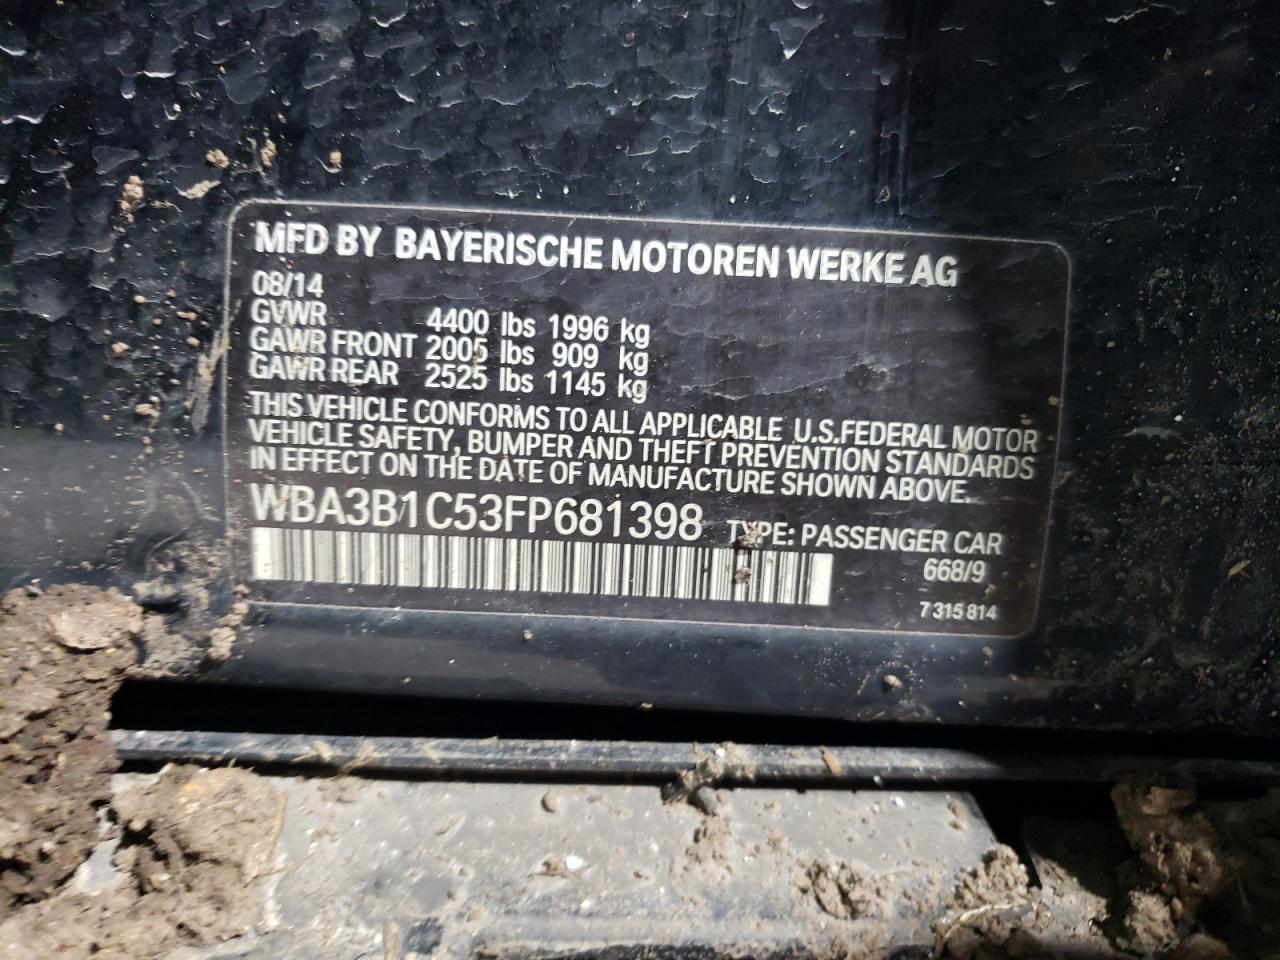 MFD BY BAYERISCHE MOTOREN WERKE AG
08/14
GVWR 4400 lbs 1996 kg
GAWR FRONT 2005 lbs 909 kg
GAWR REAR 2525 lbs 1145 kg
THIS VEHICLE CONFORMS TO ALL APPLICABLE U.S.FEDERAL MOTOR
VEHICLE SAFETY, BUMPER AND THEFT PREVENTION STANDARDS
IN EFFECT ON THE DATE OF MANUFACTURE SHOWN ABOVE.
WBA3B1C53FP681398 TYPE: PASSENGER CAR
668/9
7 315 814